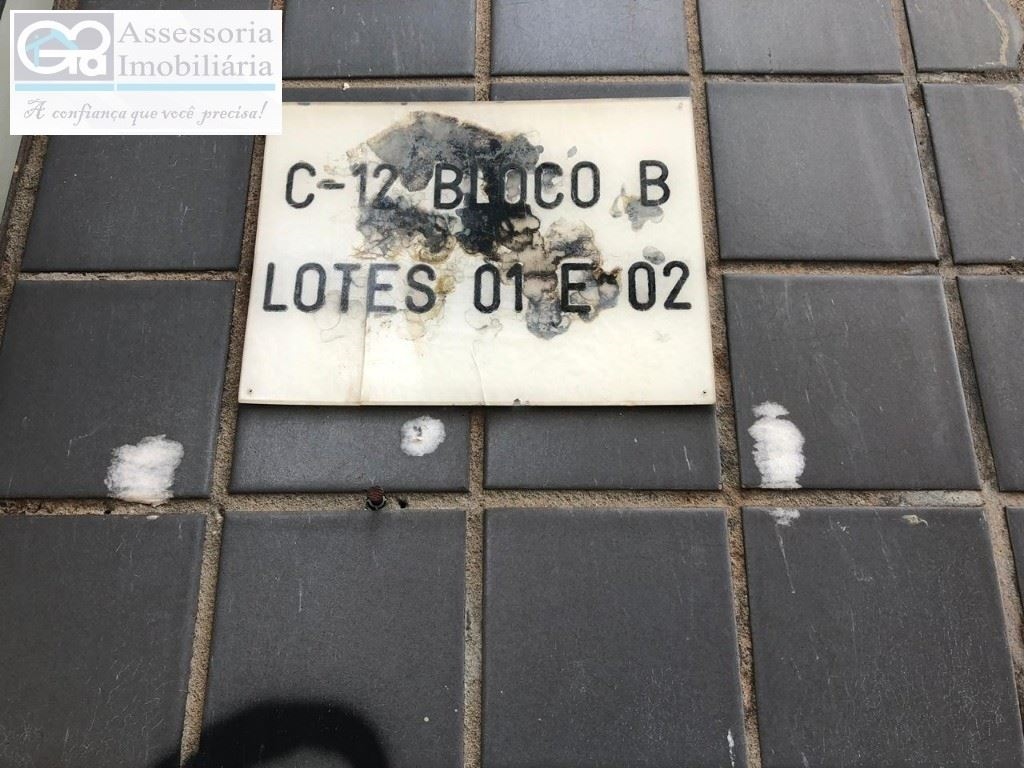 Assessoria
Imobiliária
A confiança que você precisa!
C-12 BLOCO B
LOTES 01 E 02